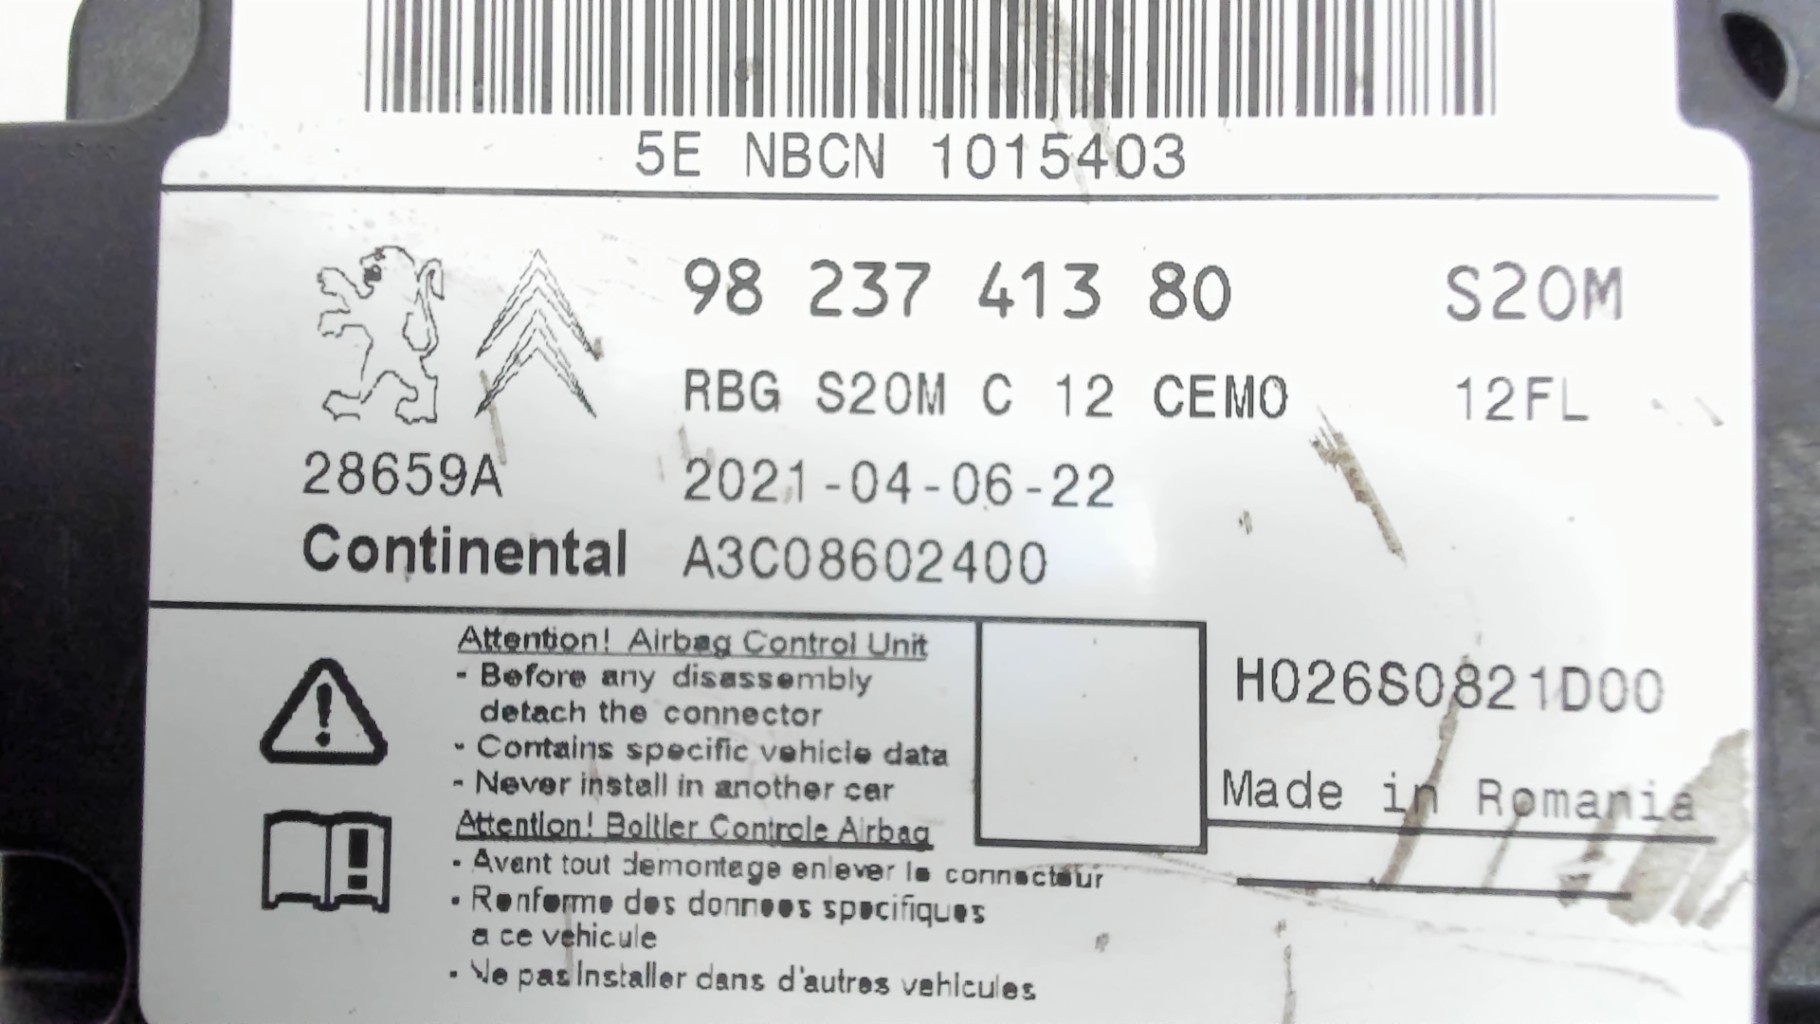 5E NBCN 1015403
98 237 413 80 S20M
RBG S20M C 12 CEMO 12FL
28659A 2021-04-06-22
Continental A3C08602400
Attention! Airbag Control Unit
- Before any disassembly
detach the connector
- Contains specific vehicle data
- Never install in another car
H026S0821D00
Made in Romania
Attention! Boitier Controle Airbag
- Avant tout demontage enlever le connecteur
- Renferme des donnees specifiques
a ce vehicule
- Ne pas Installer dans d'autres vehicules